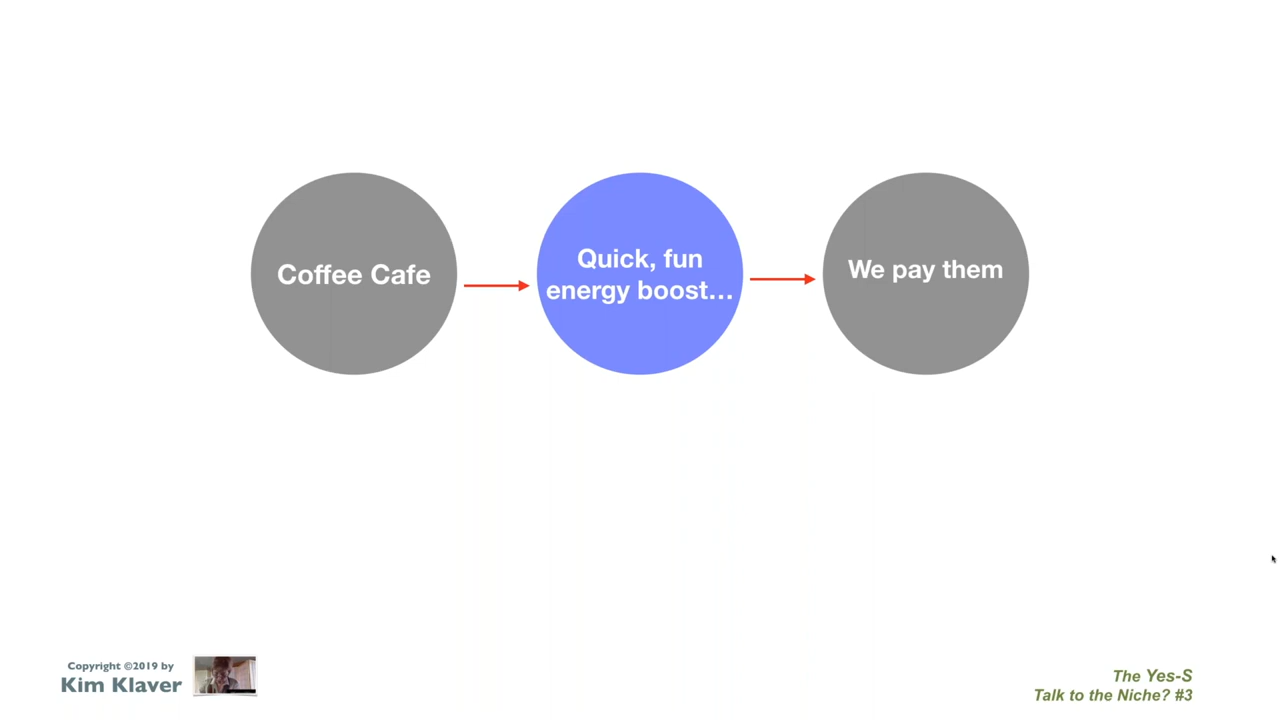 Coffee Cafe
Quick, fun
energy boost...
We pay them
Copyright ©2019 by
Kim Klaver
The Yes-S
Talk to the Niche? #3